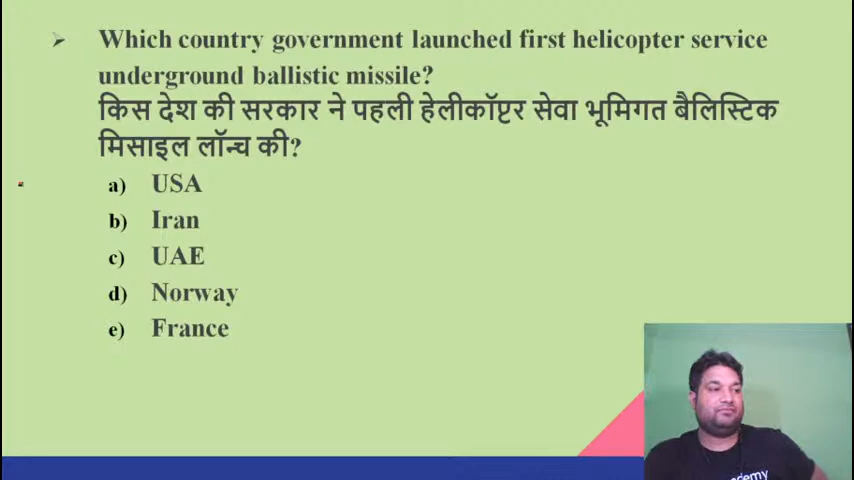 Which country government launched first helicopter service
underground ballistic missile?
किस देश की सरकार ने पहली हेलीकॉप्टर सेवा भूमिगत बैलिस्टिक
मिसाइल लॉन्च की?
a) USA
b) Iran
c) UAE
d) Norway
e) France
demy